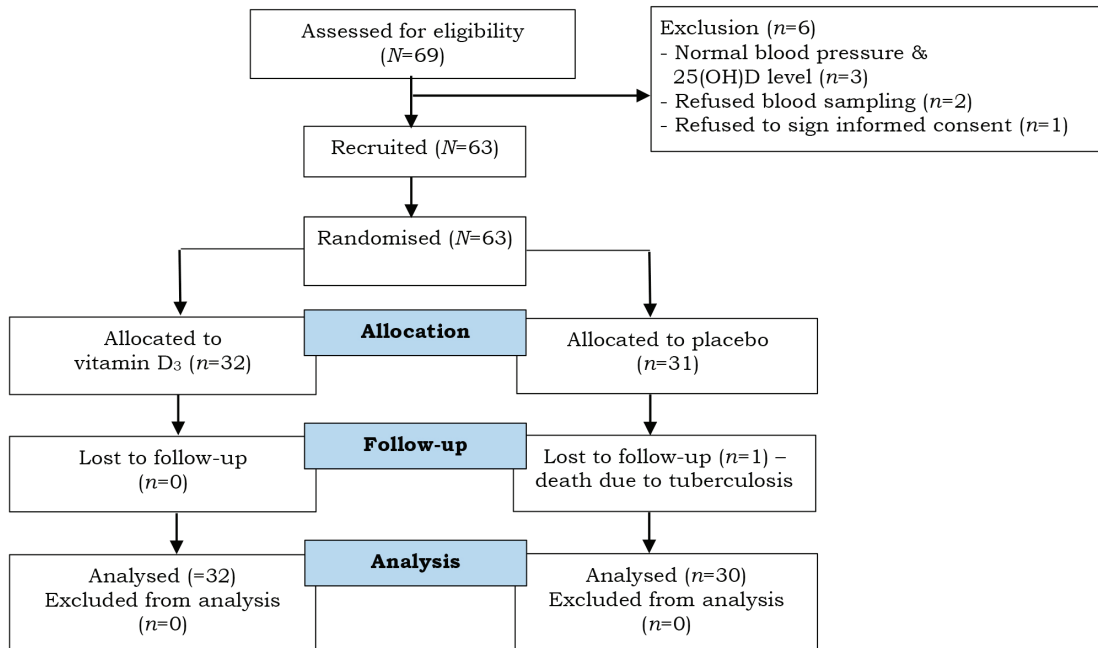 Assessed for eligibility
(N=69)
Exclusion (n=6)
- Normal blood pressure &
25(OH)D level (n=3)
- Refused blood sampling (n=2)
- Refused to sign informed consent (n=1)
Recruited (N=63)
Randomised (N=63)
Allocation
Allocated to
vitamin D₃ (n=32)
Allocated to placebo
(n=31)
Follow-up
Lost to follow-up
(n=0)
Lost to follow-up (n=1) –
death due to tuberculosis
Analysis
Analysed (=32)
Excluded from analysis
(n=0)
Analysed (n=30)
Excluded from analysis
(n=0)